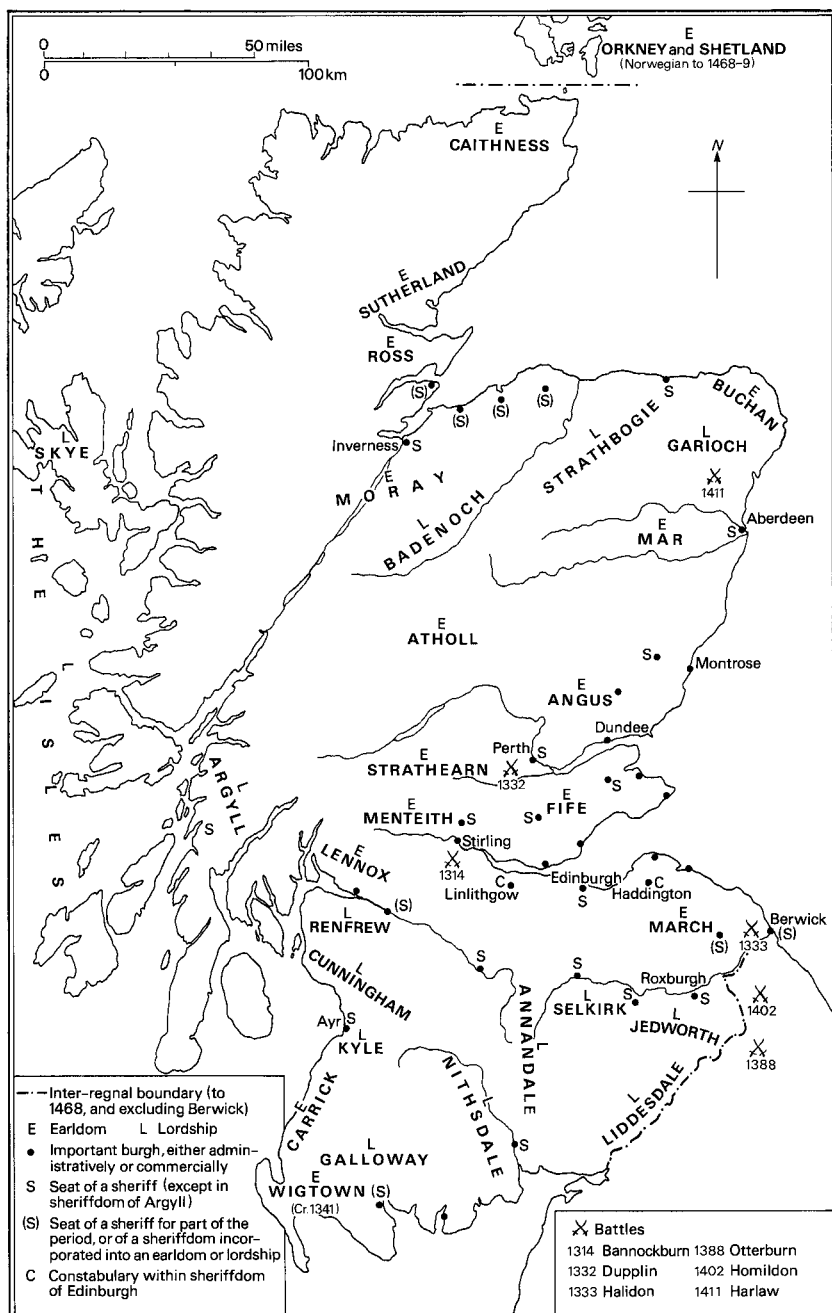 0 50 miles
0 100 km
E
ORKNEY and SHETLAND
(Norwegian to 1468–9)
E
CAITHNESS
N
E
SUTHERLAND
E
ROSS
(S)
(S)
(S)
(S)
S
E
BUCHAN
L
STRATHBOGIE
L
GARIOCH
1411
Inverness S
L
SKYE
THE ISLES
E
MORAY
L
BADENOCH
E
MAR
Aberdeen
S
E
ATHOLL
S
Montrose
E
ANGUS
Dundee
Perth S
E
STRATHEARN
1332
S
E
FIFE
S
L
ARGYLL
S
E
MENTEITH
S
Stirling
1314
E
LENNOX
C
Linlithgow
Edinburgh
S
Haddington
C
(S)
L
RENFREW
E
MARCH
(S)
1333
Berwick
(S)
L
CUNNINGHAM
S
S
Roxburgh
S
S
L
SELKIRK
L
JEDWORTH
1402
1388
Ayr S
L
KYLE
ANNANDALE
L
L
NITHSDALE
L
LIDDESDALE
E
CARRICK
S
L
GALLOWAY
E
WIGTOWN (S)
(Cr.1341)
Inter-regnal boundary (to
1468, and excluding Berwick)
E Earldom L Lordship
Important burgh, either admin-
istratively or commercially
S Seat of a sheriff (except in
sheriffdom of Argyll)
(S) Seat of a sheriff for part of the
period, or of a sheriffdom incor-
porated into an earldom or lordship
C Constabulary within sheriffdom
of Edinburgh
Battles
1314 Bannockburn 1388 Otterburn
1332 Dupplin 1402 Homildon
1333 Halidon 1411 Harlaw